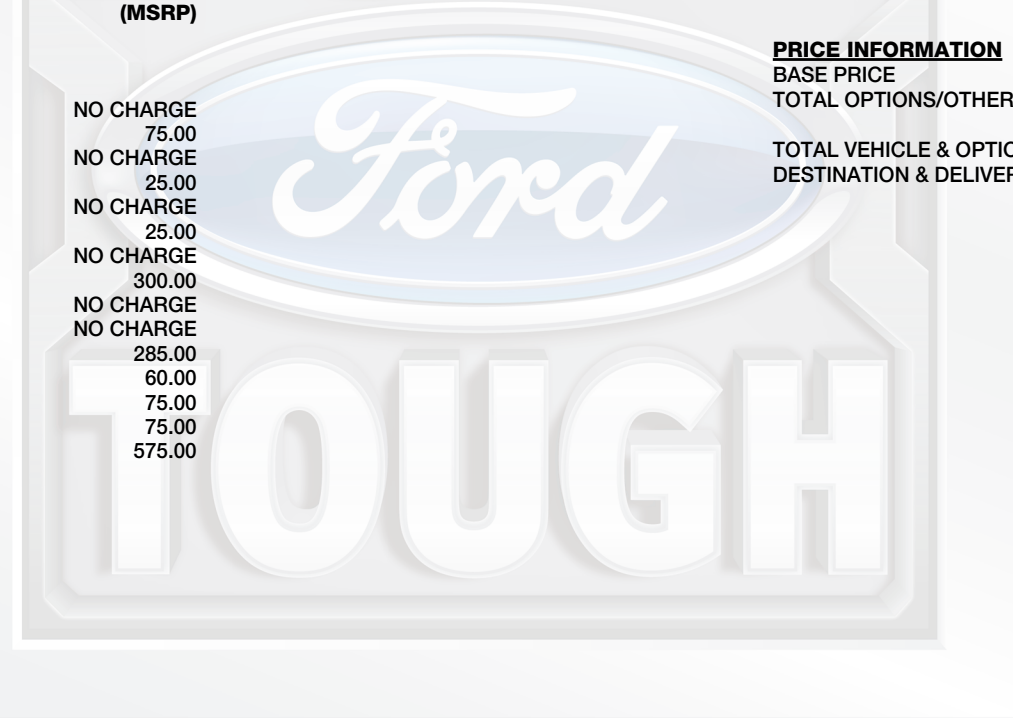 (MSRP)
NO CHARGE
75.00
NO CHARGE
25.00
NO CHARGE
25.00
NO CHARGE
300.00
NO CHARGE
NO CHARGE
285.00
60.00
75.00
75.00
575.00
PRICE INFORMATION
BASE PRICE
TOTAL OPTIONS/OTHER
TOTAL VEHICLE & OPTIO
DESTINATION & DELIVER
Ford
TOUGH